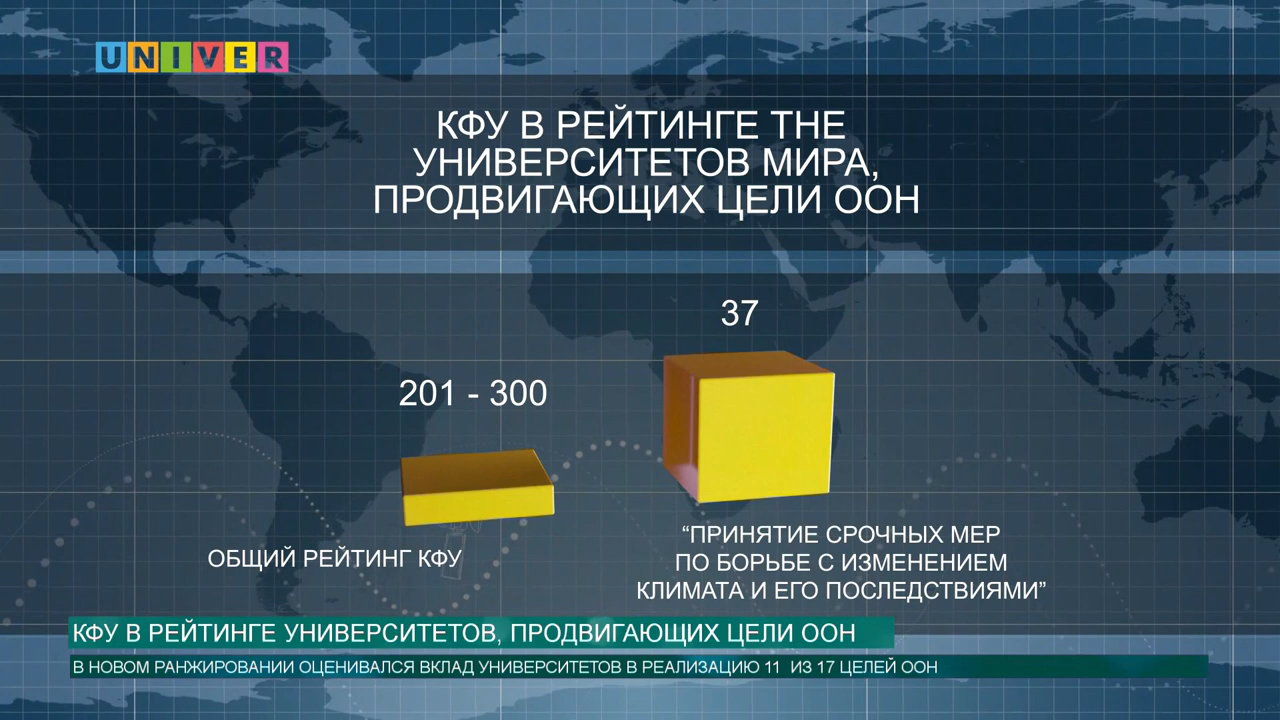 UNIVER
КФУ В РЕЙТИНГЕ THE
УНИВЕРСИТЕТОВ МИРА,
ПРОДВИГАЮЩИХ ЦЕЛИ ООН
37
201 - 300
“ПРИНЯТИЕ СРОЧНЫХ МЕР
ПО БОРЬБЕ С ИЗМЕНЕНИЕМ
КЛИМАТА И ЕГО ПОСЛЕДСТВИЯМИ”
ОБЩИЙ РЕЙТИНГ КФУ
КФУ В РЕЙТИНГЕ УНИВЕРСИТЕТОВ, ПРОДВИГАЮЩИХ ЦЕЛИ ООН
В НОВОМ РАНЖИРОВАНИИ ОЦЕНИВАЛСЯ ВКЛАД УНИВЕРСИТЕТОВ В РЕАЛИЗАЦИЮ 11 ИЗ 17 ЦЕЛЕЙ ООН